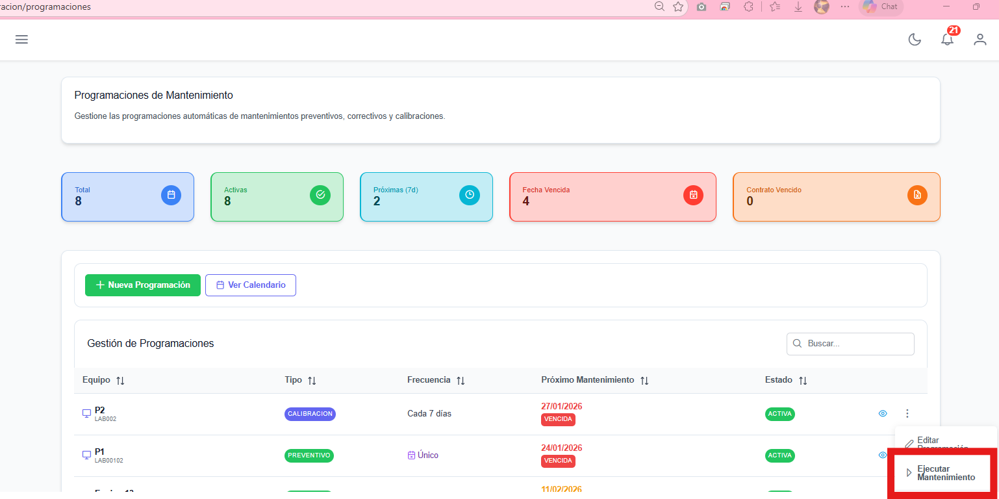 racion/programaciones
Chat
21
Programaciones de Mantenimiento
Gestione las programaciones automáticas de mantenimientos preventivos, correctivos y calibraciones.
Total
8
Activas
8
Próximas (7d)
2
Fecha Vencida
4
Contrato Vencido
0
Nueva Programación
Ver Calendario
Gestión de Programaciones
Buscar...
Equipo Tipo Frecuencia Próximo Mantenimiento Estado
P2
LAB002
CALIBRACION
Cada 7 días
27/01/2026
VENCIDA
ACTIVA
Editar
Programación
P1
LAB00102
PREVENTIVO
Único
24/01/2026
VENCIDA
ACTIVA
Ejecutar
Mantenimiento
11/02/2026